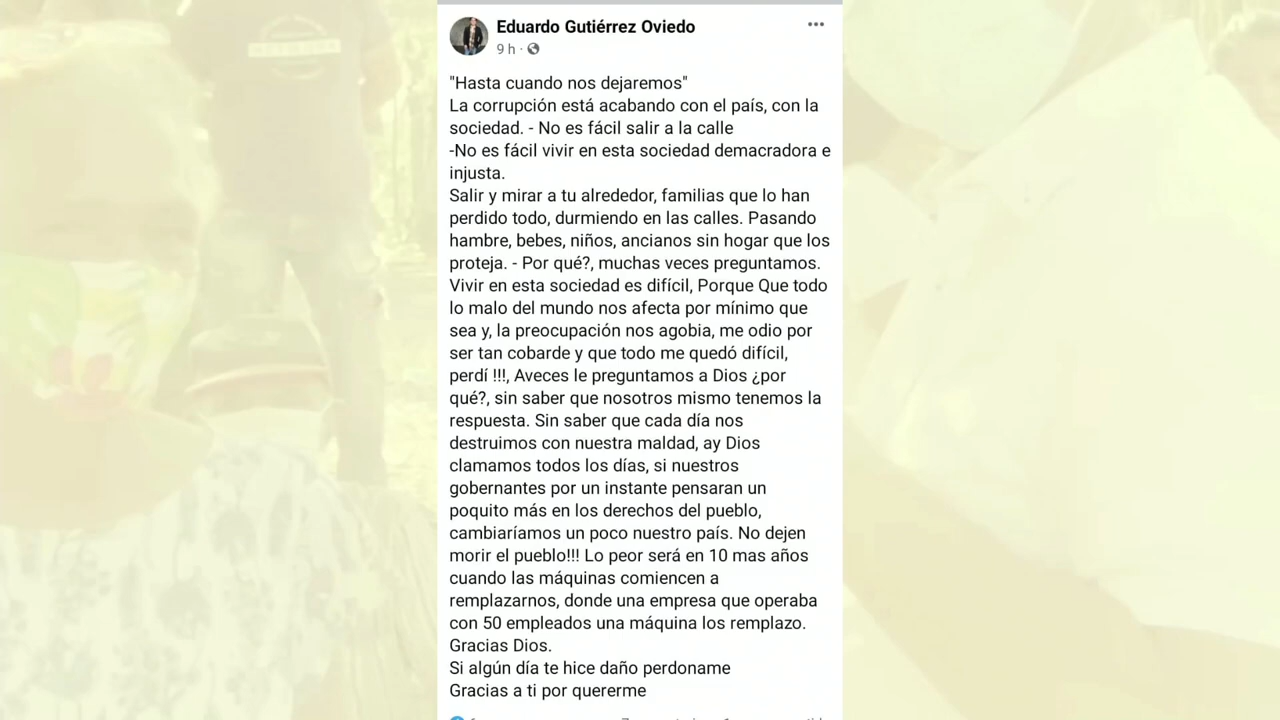 Eduardo Gutiérrez Oviedo
9 h ·
"Hasta cuando nos dejaremos"
La corrupción está acabando con el país, con la
sociedad. - No es fácil salir a la calle
-No es fácil vivir en esta sociedad demacradora e
injusta.
Salir y mirar a tu alrededor, familias que lo han
perdido todo, durmiendo en las calles. Pasando
hambre, bebes, niños, ancianos sin hogar que los
proteja. - Por qué?, muchas veces preguntamos.
Vivir en esta sociedad es difícil, Porque Que todo
lo malo del mundo nos afecta por mínimo que
sea y, la preocupación nos agobia, me odio por
ser tan cobarde y que todo me quedó difícil,
perdí !!!, Aveces le preguntamos a Dios ¿por
qué?, sin saber que nosotros mismo tenemos la
respuesta. Sin saber que cada día nos
destruimos con nuestra maldad, ay Dios
clamamos todos los días, si nuestros
gobernantes por un instante pensaran un
poquito más en los derechos del pueblo,
cambiaríamos un poco nuestro país. No dejen
morir el pueblo!!! Lo peor será en 10 mas años
cuando las máquinas comiencen a
remplazarnos, donde una empresa que operaba
con 50 empleados una máquina los remplazo.
Gracias Dios.
Si algún día te hice daño perdoname
Gracias a ti por quererme